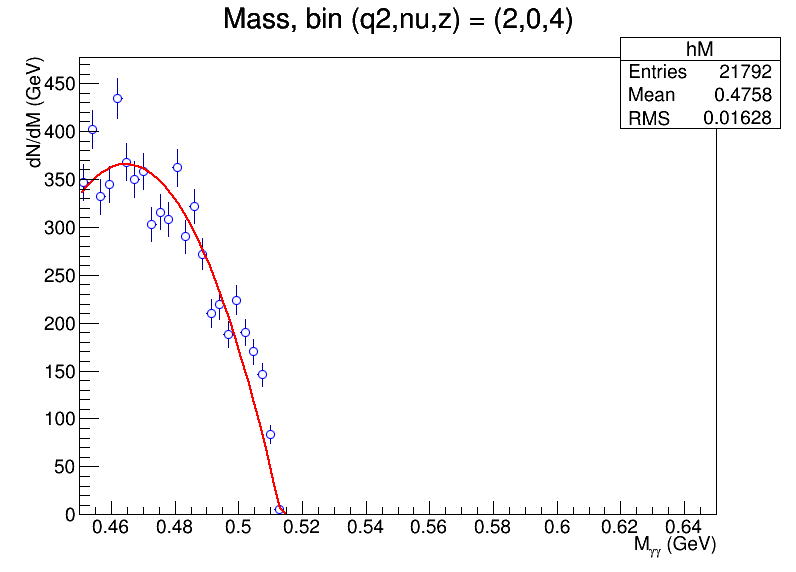 Mass, bin (q2,nu,z) = (2,0,4)
hM
Entries 21792
Mean 0.4758
RMS 0.01628
dN/dM (GeV)
450
400
350
300
250
200
150
100
50
0
0.46 0.48 0.5 0.52 0.54 0.56 0.58 0.6 0.62 0.64
Mγγ (GeV)